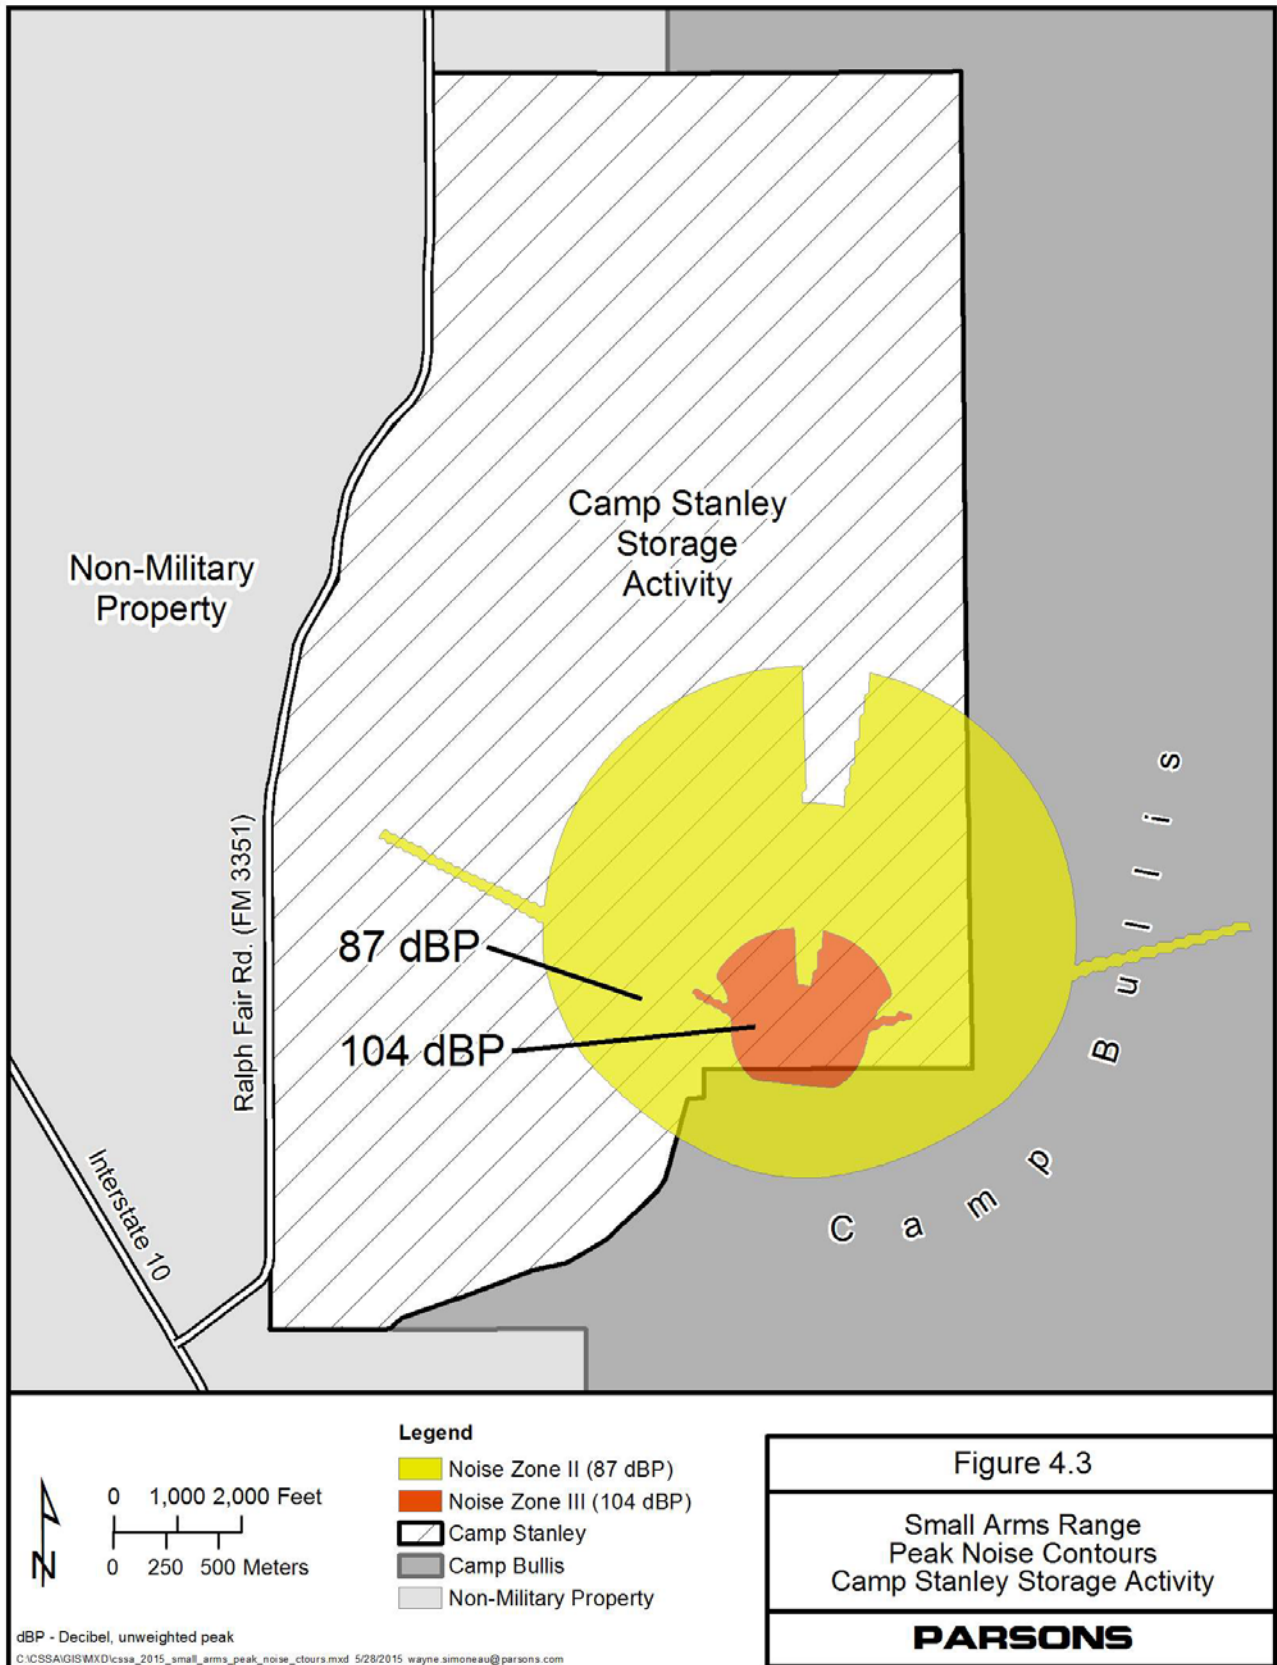 Camp Stanley
Storage
Activity
Non-Military
Property
Ralph Fair Rd. (FM 3351)
87 dBP
104 dBP
Camp Bullis
Interstate 10
Legend
Noise Zone II (87 dBP)
Noise Zone III (104 dBP)
Camp Stanley
Camp Bullis
Non-Military Property
N
0 1,000 2,000 Feet
0 250 500 Meters
Figure 4.3
Small Arms Range
Peak Noise Contours
Camp Stanley Storage Activity
PARSONS
dBP - Decibel, unweighted peak
C:\CSSA\GIS\MXD\cssa_2015_small_arms_peak_noise_ctours.mxd 5/28/2015 wayne.simoneau@parsons.com